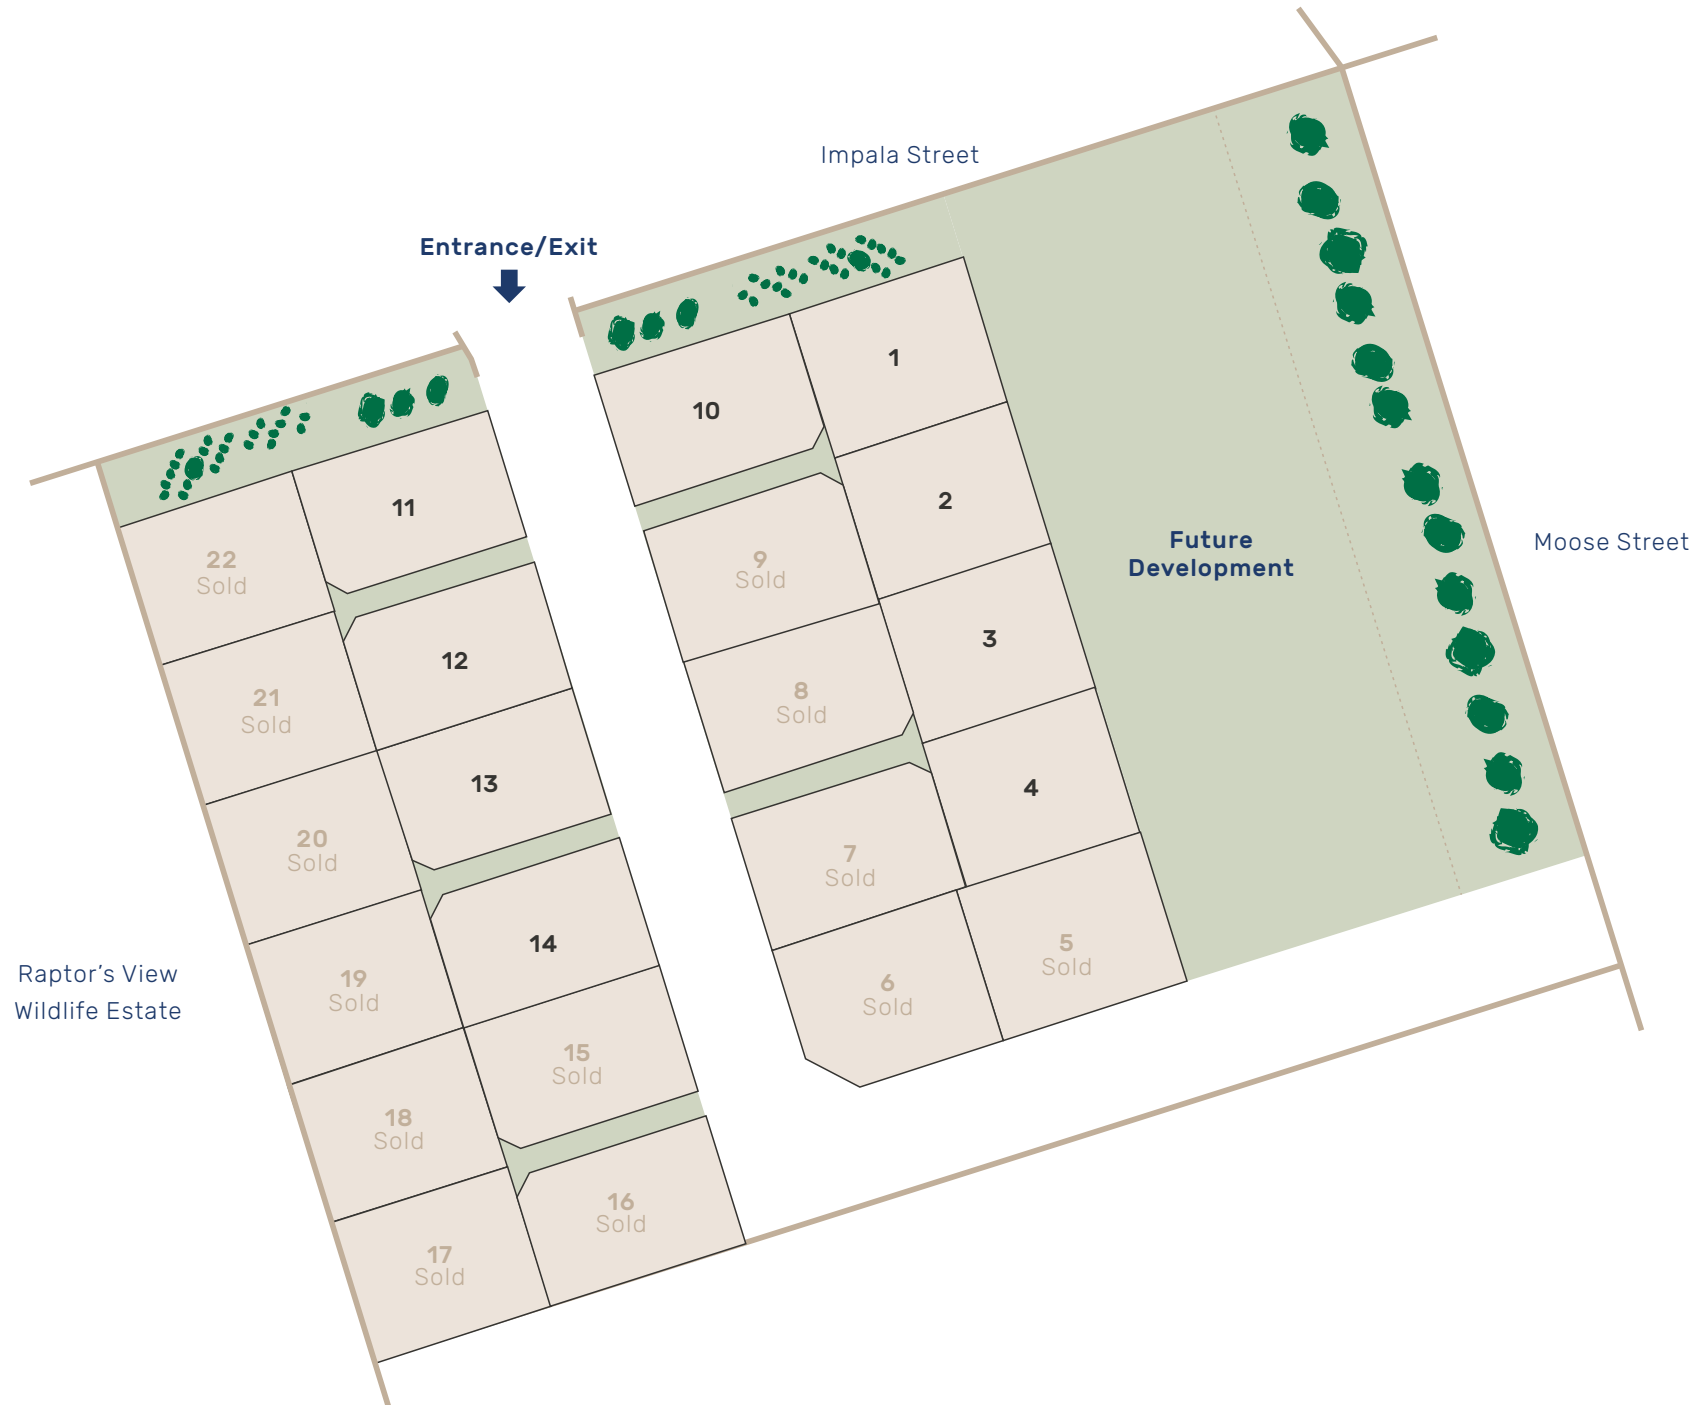 Impala Street
Entrance/Exit
1
10
2
11
Future
Development
Moose Street
22
Sold
9
Sold
3
12
8
Sold
21
Sold
13
4
20
Sold
7
Sold
14
5
Sold
Raptor’s View
Wildlife Estate
19
Sold
6
Sold
15
Sold
18
Sold
16
Sold
17
Sold